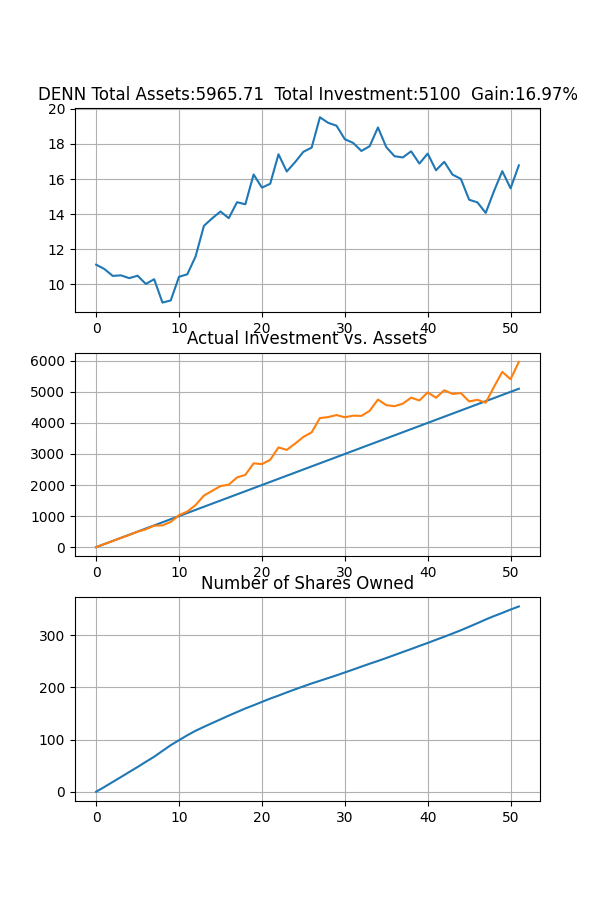 DENN Total Assets:5965.71  Total Investment:5100  Gain:16.97%
20
18
16
14
12
10
0 10 20 30 40 50
Actual Investment vs. Assets
6000
5000
4000
3000
2000
1000
0
0 10 20 30 40 50
Number of Shares Owned
300
200
100
0
0 10 20 30 40 50